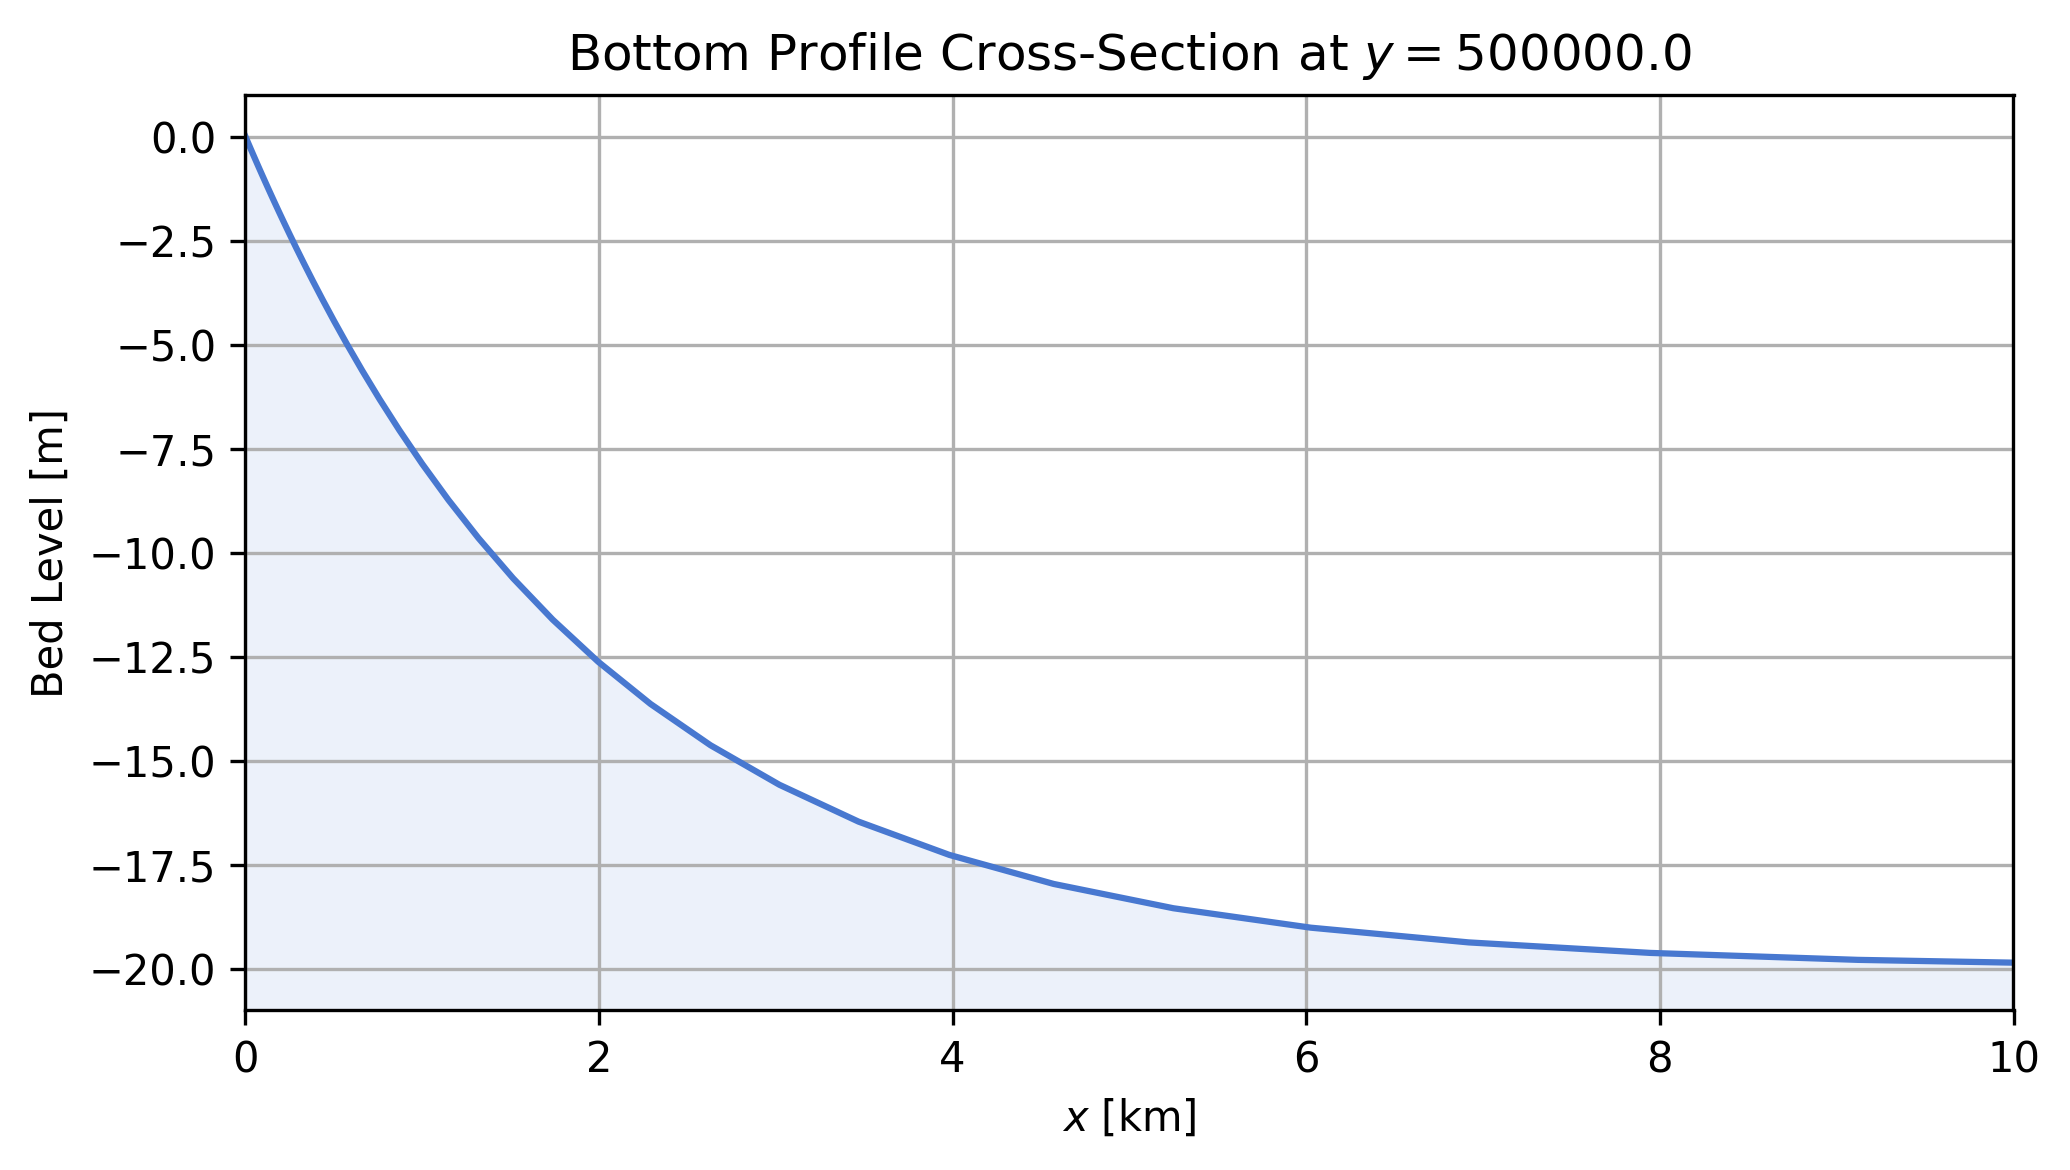 Bottom Profile Cross-Section at y = 500000.0
0.0
−2.5
−5.0
−7.5
−10.0
−12.5
−15.0
−17.5
−20.0
Bed Level [m]
0 2 4 6 8 10
x [km]